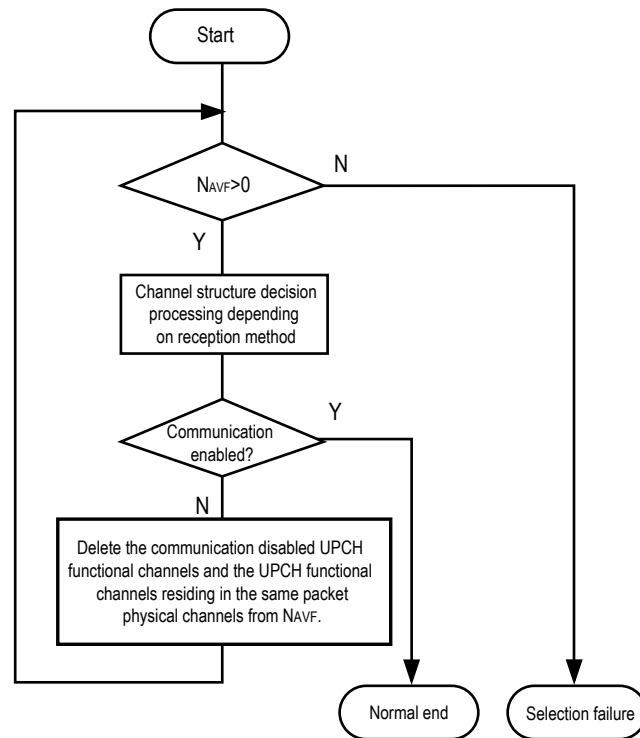 Start
NAVF>0
N
Y
Channel structure decision
processing depending
on reception method
Y
Communication
enabled?
N
Delete the communication disabled UPCH
functional channels and the UPCH functional
channels residing in the same packet
physical channels from NAVF.
Normal end
Selection failure